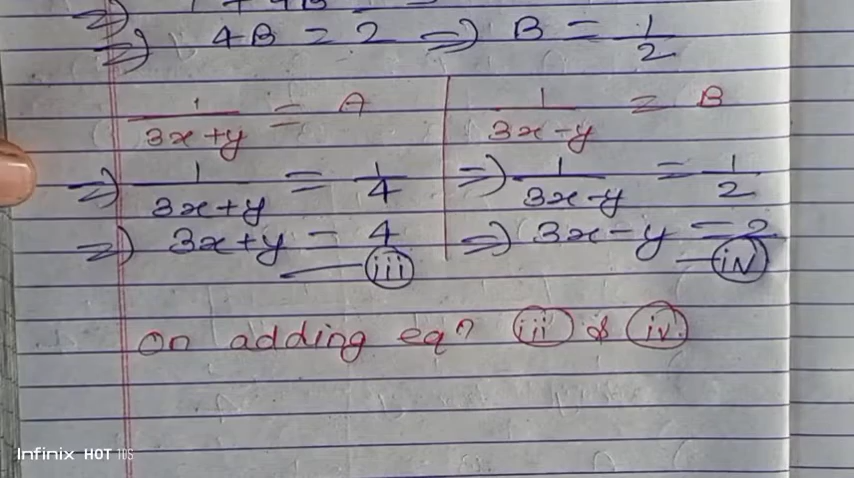 ⇒ 4B = 2 ⇒ B = 1/2
1/(3x+y) = A
⇒ 1/(3x+y) = 1/4
⇒ 3x+y = 4
(iii)
1/(3x-y) = B
⇒ 1/(3x-y) = 1/2
⇒ 3x-y = 2
(iv)
on adding eqn (iii) & (iv).
Infinix HOT 10S